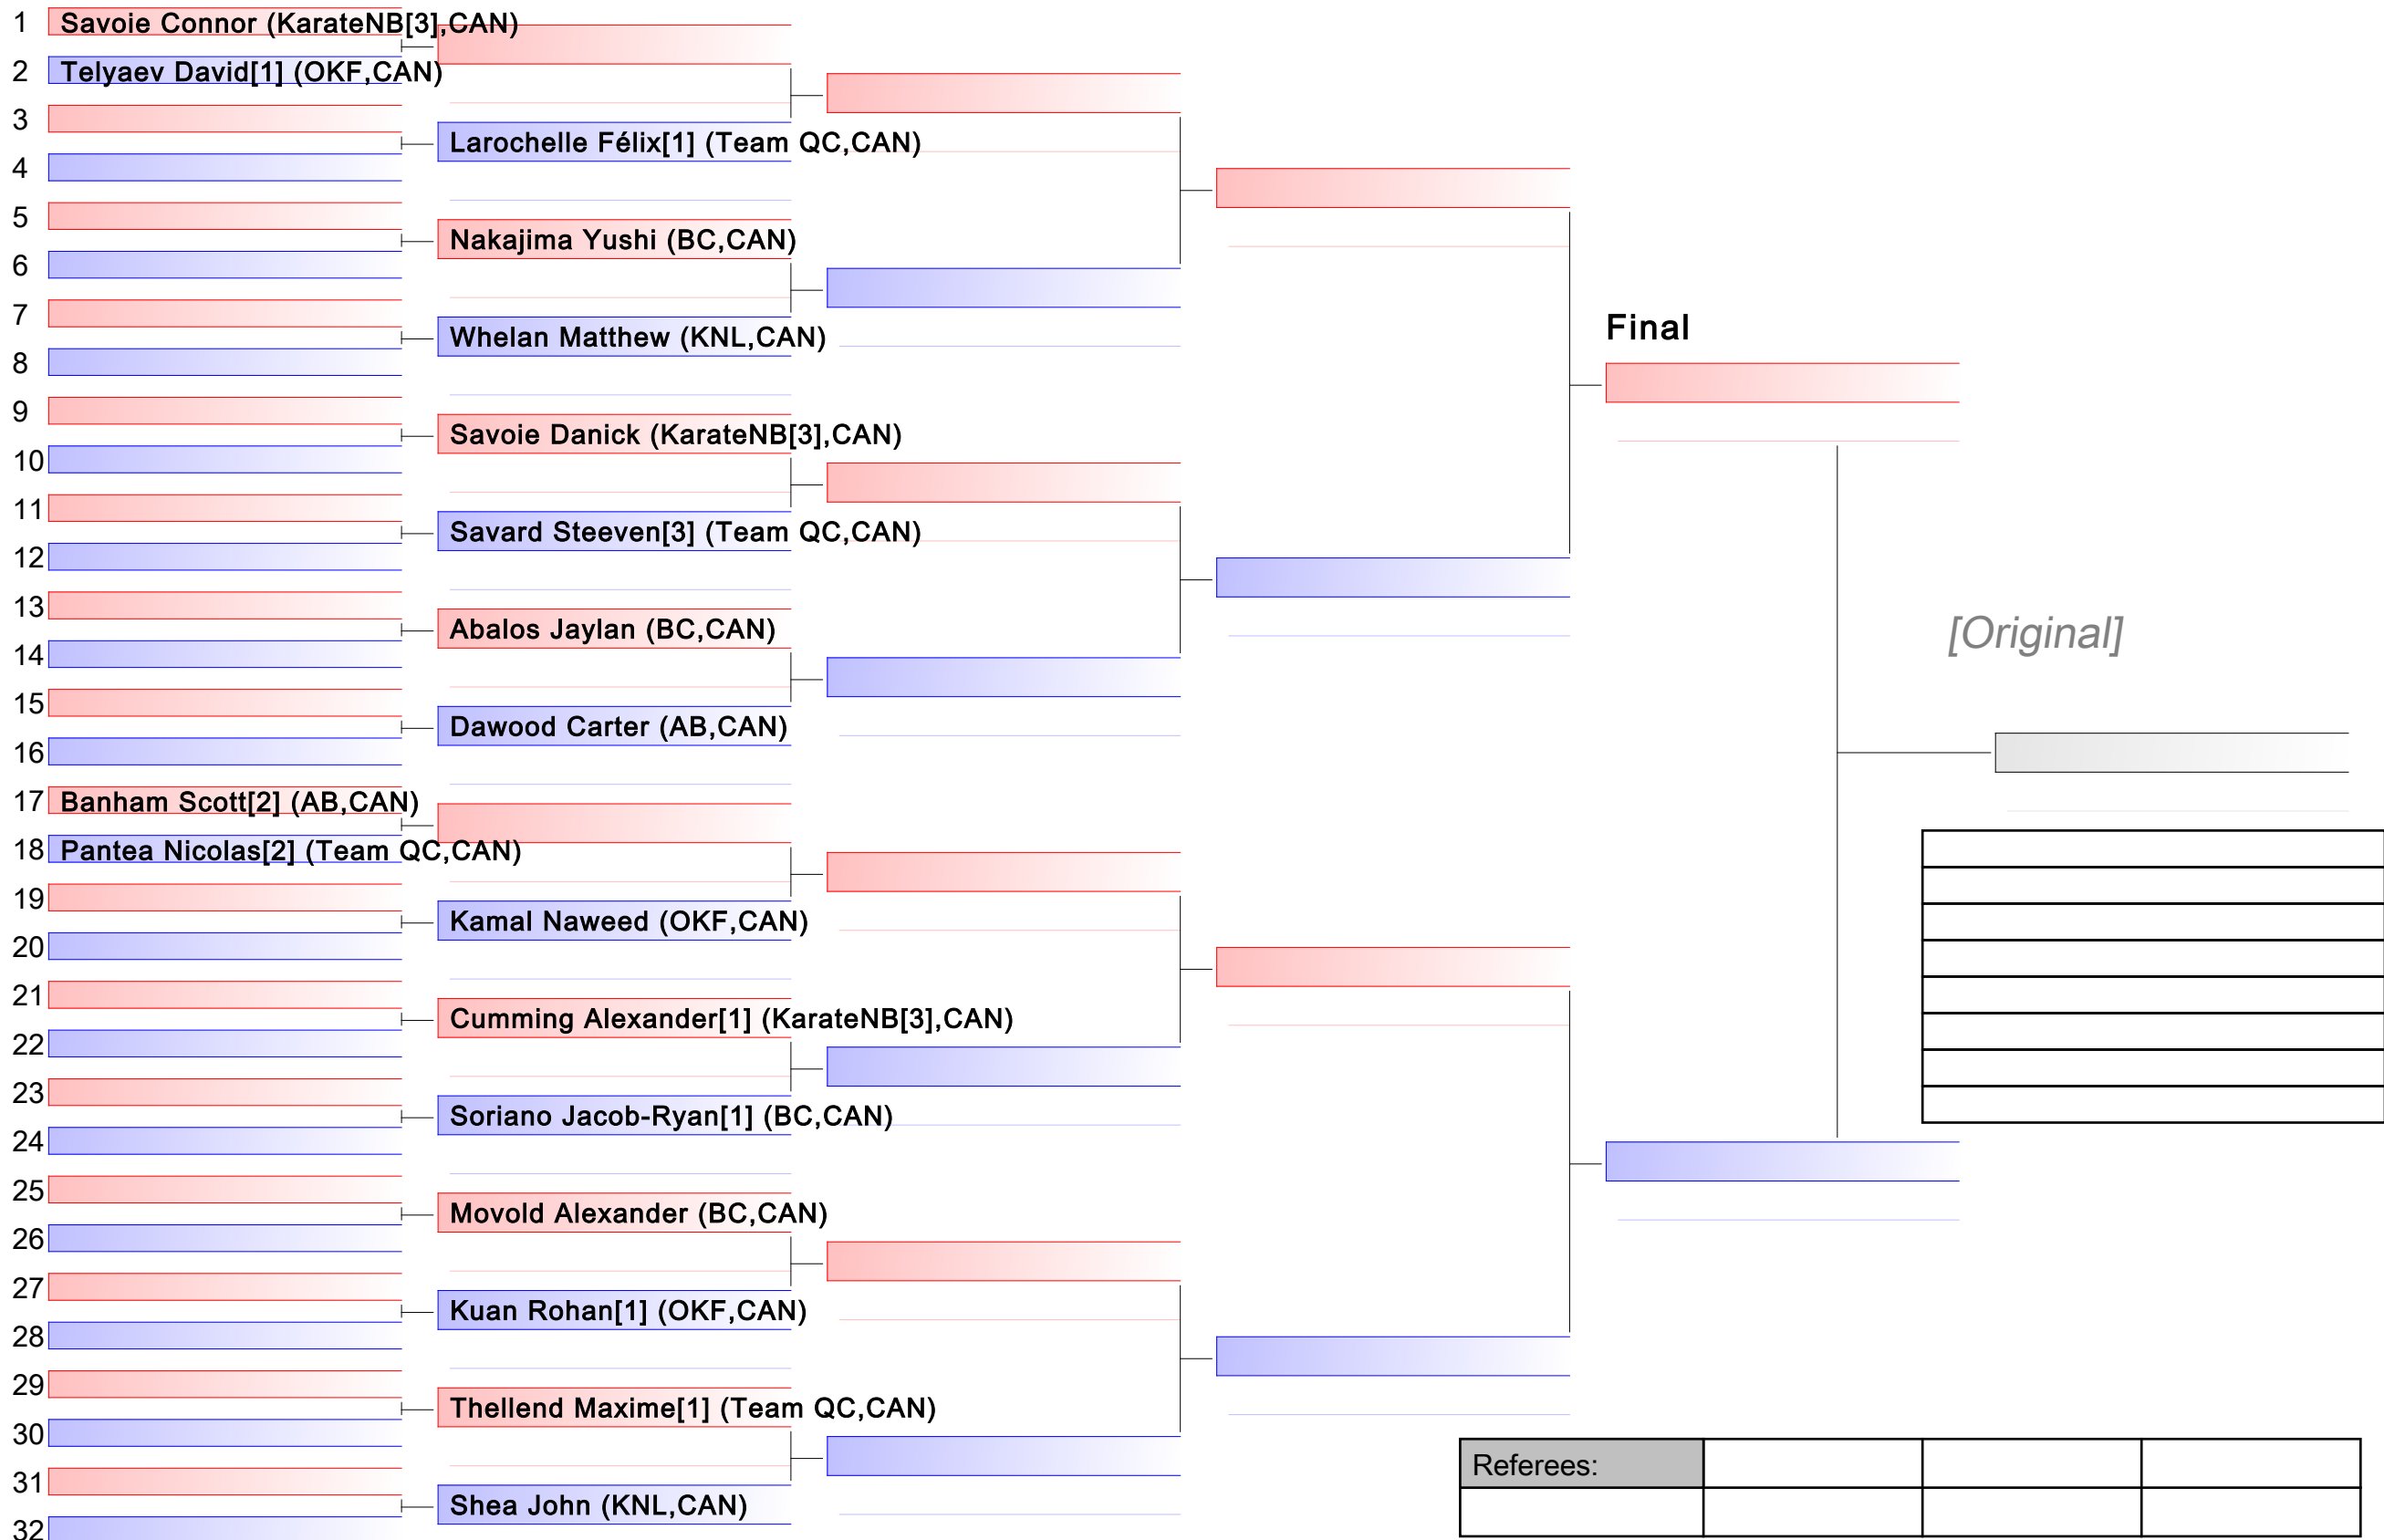 1 Savoie Connor (KarateNB[3],CAN)
2 Telyaev David[1] (OKF,CAN)
3
Larochelle Félix[1] (Team QC,CAN)
4
5
Nakajima Yushi (BC,CAN)
6
7
Whelan Matthew (KNL,CAN)
8
Final
9
Savoie Danick (KarateNB[3],CAN)
10
11
Savard Steeven[3] (Team QC,CAN)
12
13
Abalos Jaylan (BC,CAN)
[Original]
14
15
Dawood Carter (AB,CAN)
16
17 Banham Scott[2] (AB,CAN)
18 Pantea Nicolas[2] (Team QC,CAN)
19
Kamal Naweed (OKF,CAN)
20
21
Cumming Alexander[1] (KarateNB[3],CAN)
22
23
Soriano Jacob-Ryan[1] (BC,CAN)
24
25
Movold Alexander (BC,CAN)
26
27
Kuan Rohan[1] (OKF,CAN)
28
29
Thellend Maxime[1] (Team QC,CAN)
30
Referees:
31
Shea John (KNL,CAN)
32